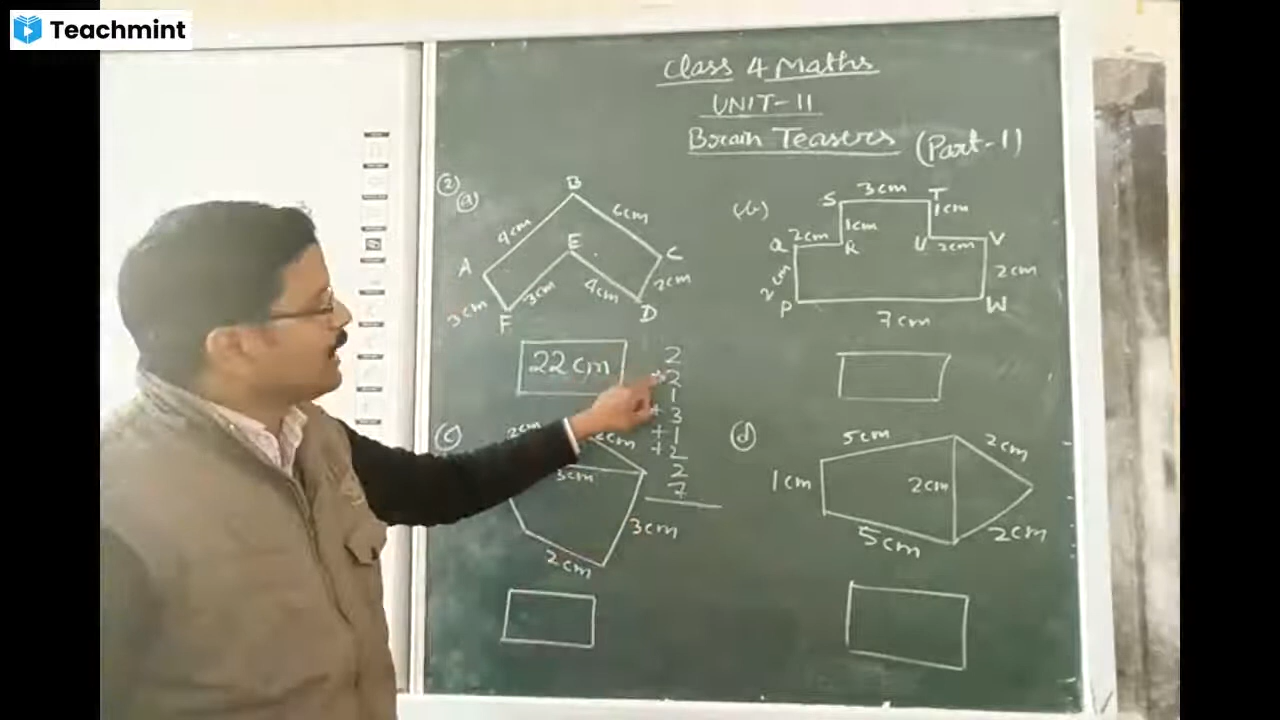 Teachmint
Class 4 Maths
UNIT-11
Brain Teasers (Part-1)
(2)
(a)
B
4cm
6cm
E
A
C
3cm
3cm
4cm
2cm
F
D
22 cm
(b)
3cm
S
T
1cm
1cm
Q
2cm
R
U
2cm
V
2cm
2cm
P
W
7cm
2
+2
1
+3
+1
+2
2
7
(c)
2cm
2cm
3cm
3cm
2cm
(d)
5cm
2cm
1cm
2cm
5cm
2cm